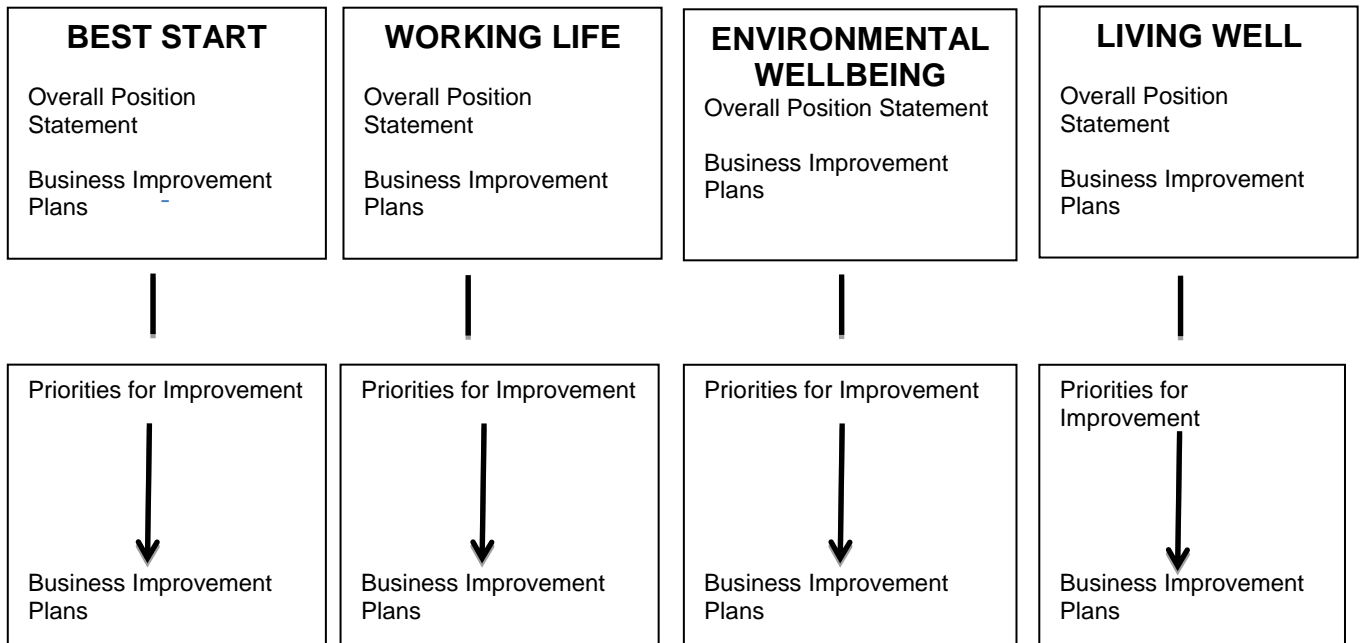 BEST START
Overall Position
Statement
Business Improvement
Plans
WORKING LIFE
Overall Position
Statement
Business Improvement
Plans
ENVIRONMENTAL
WELLBEING
Overall Position Statement
Business Improvement
Plans
LIVING WELL
Overall Position
Statement
Business Improvement
Plans
Priorities for Improvement
Business Improvement
Plans
Priorities for Improvement
Business Improvement
Plans
Priorities for Improvement
Business Improvement
Plans
Priorities for
Improvement
Business Improvement
Plans